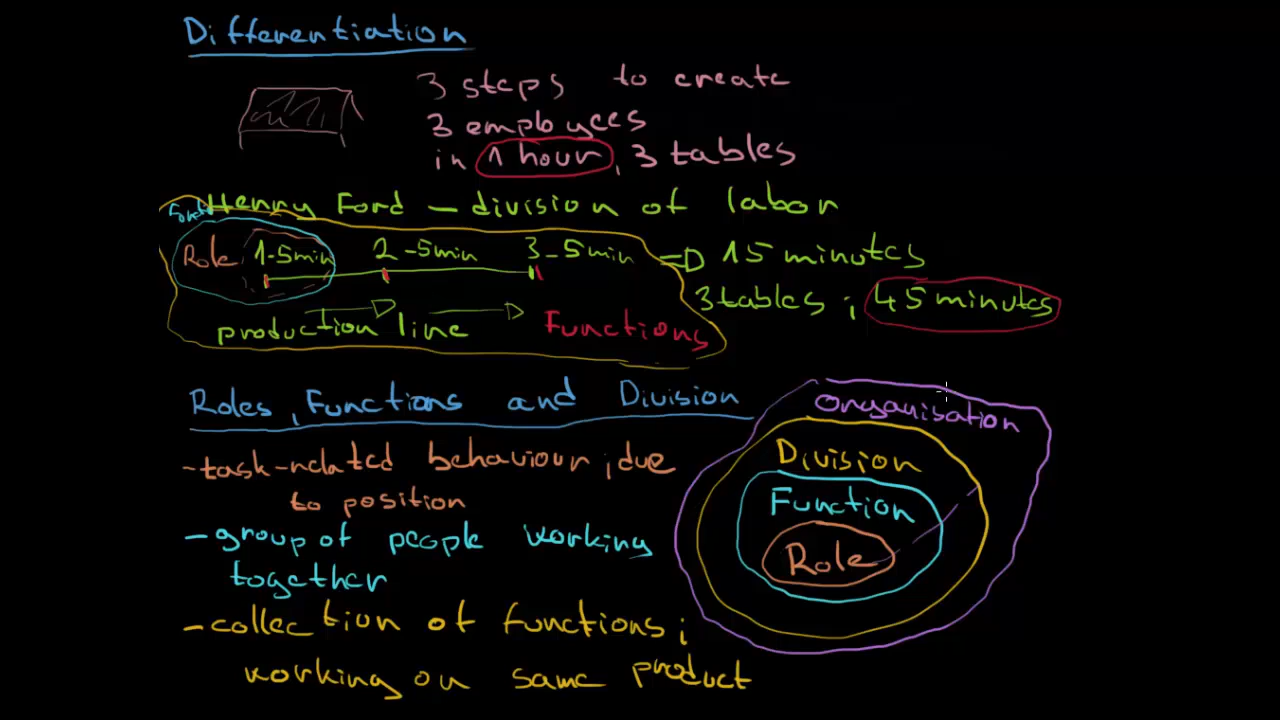 Differentiation
3 steps to create
3 employees
in 1 hour, 3 tables
Henry Ford – division of labor
Role 1-5min 2-5min 3-5min => 15 minutes
3 tables; 45 minutes
production line Functions
Roles, Functions and Division
- task-related behaviour; due
to position
- group of people working
together
- collection of functions;
working on same product
Organisation
Division
Function
Role